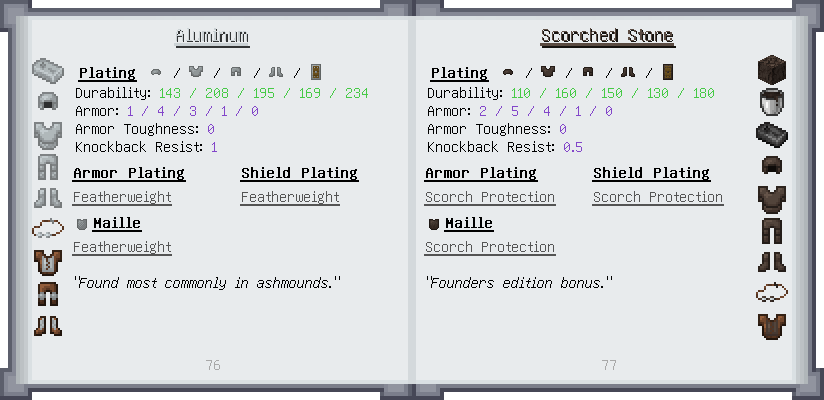 Aluminum
Plating / / / /
Durability: 143 / 208 / 195 / 169 / 234
Armor: 1 / 4 / 3 / 1 / 0
Armor Toughness: 0
Knockback Resist: 1
Armor Plating Shield Plating
Featherweight Featherweight
Maille
Featherweight
"Found most commonly in ashmounds."
76
Scorched Stone
Plating / / / /
Durability: 110 / 160 / 150 / 130 / 180
Armor: 2 / 5 / 4 / 1 / 0
Armor Toughness: 0
Knockback Resist: 0.5
Armor Plating Shield Plating
Scorch Protection Scorch Protection
Maille
Scorch Protection
"Founders edition bonus."
77